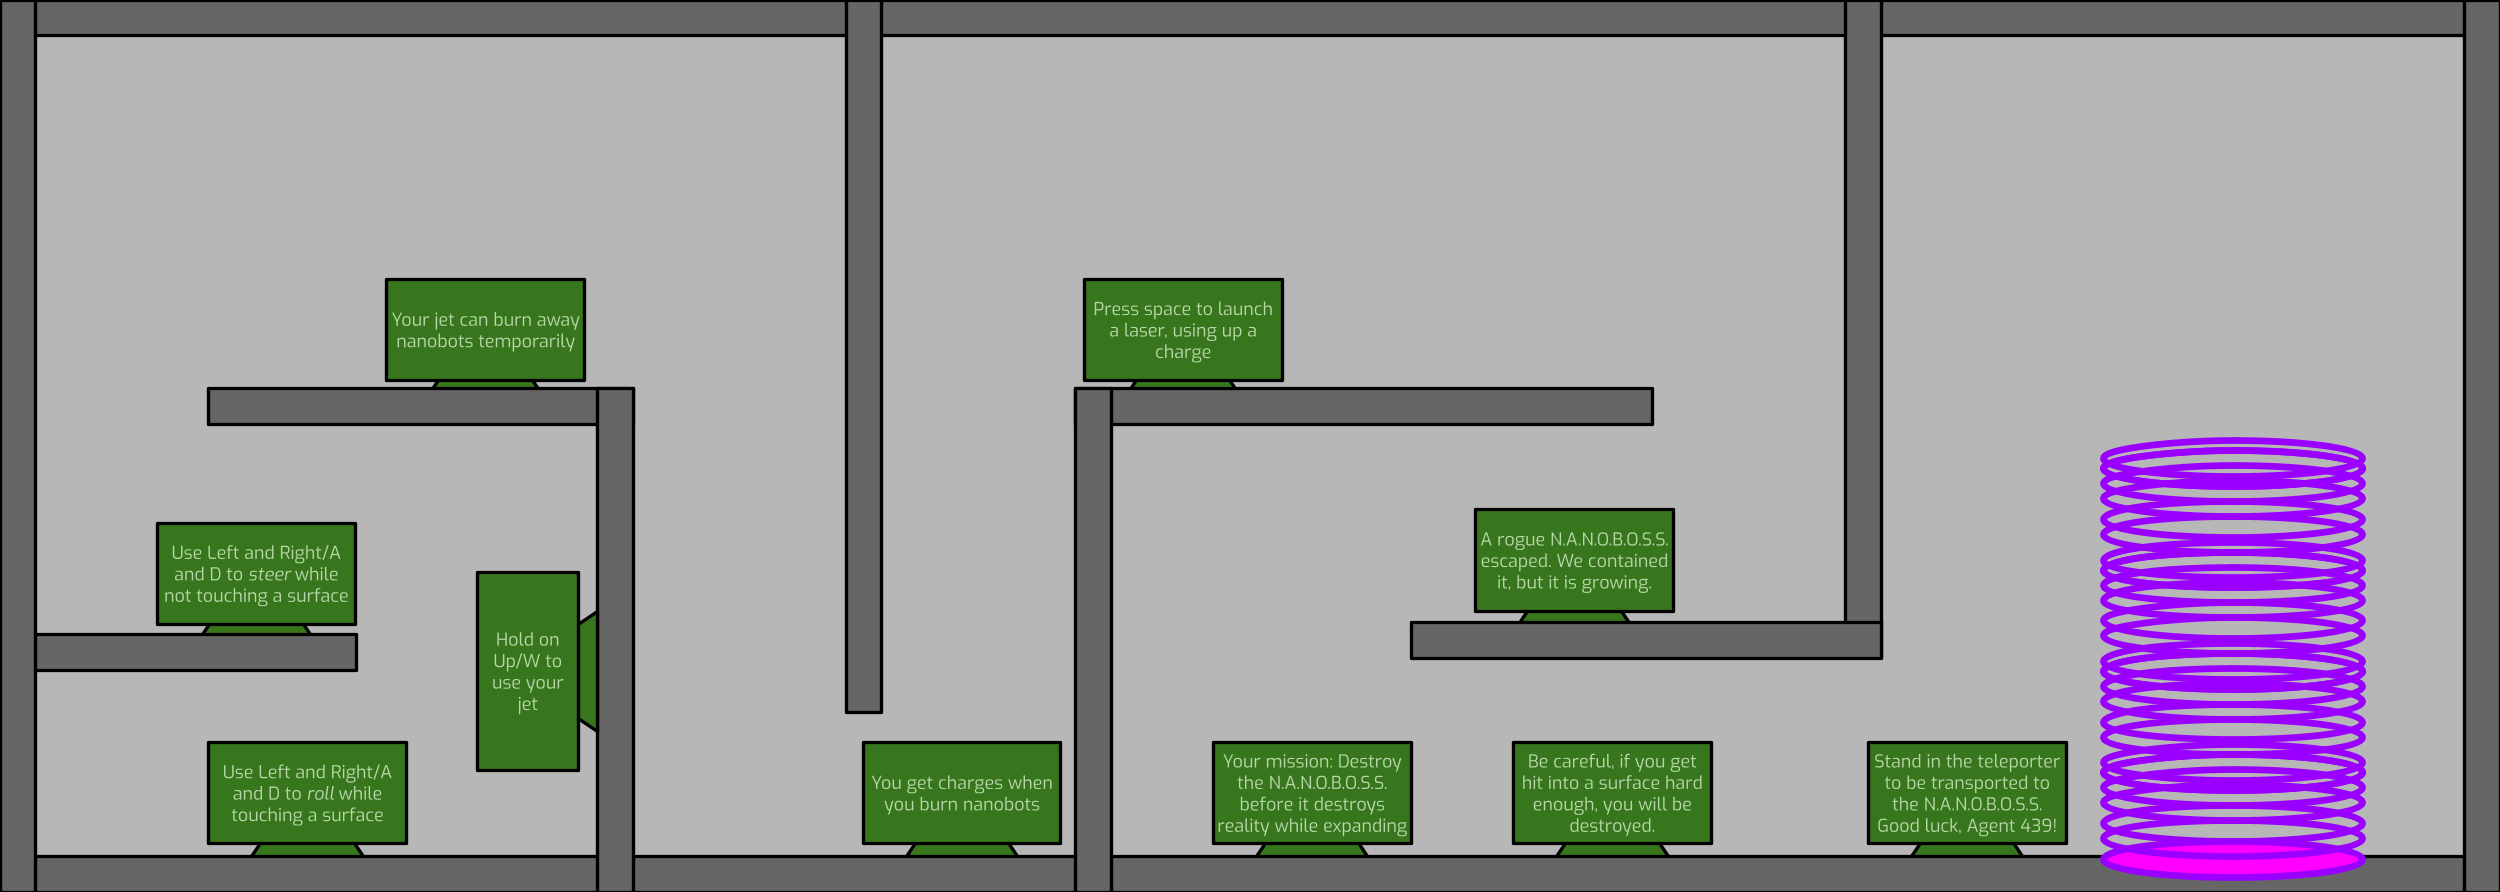 Use Left and Right/A
and D to roll while
touching a surface
Hold on
Up/W to
use your
jet
Use Left and Right/A
and D to steer while
not touching a surface
Your jet can burn away
nanobots temporarily
You get charges when
you burn nanobots
Press space to launch
a laser, using up a
charge
A rogue N.A.N.O.B.O.S.S.
escaped. We contained
it, but it is growing.
Your mission: Destroy
the N.A.N.O.B.O.S.S.
before it destroys
reality while expanding
Be careful, if you get
hit into a surface hard
enough, you will be
destroyed.
Stand in the teleporter
to be transported to
the N.A.N.O.B.O.S.S.
Good luck, Agent 439!